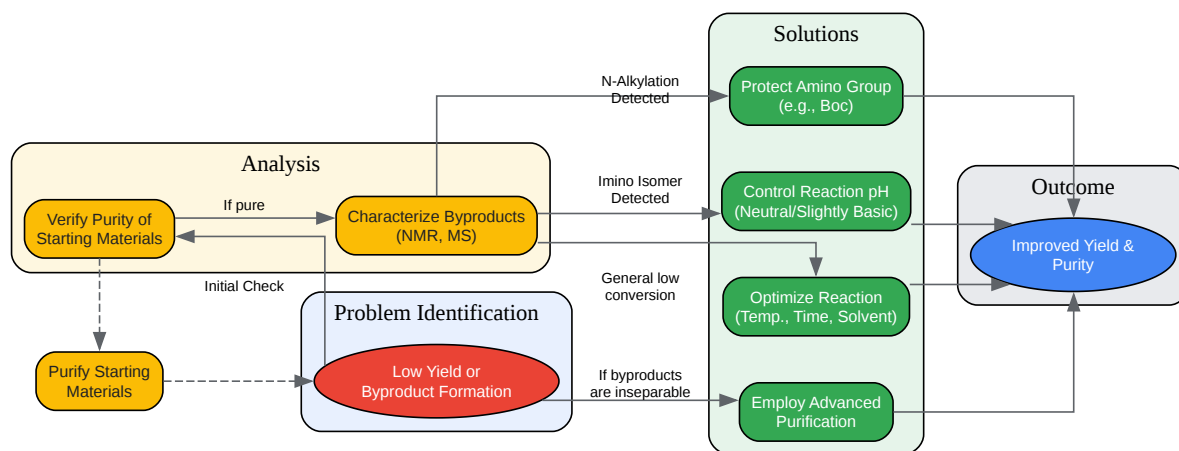 Solutions
N-Alkylation
Detected
Protect Amino Group
(e.g., Boc)
Analysis
Verify Purity of
Starting Materials
If pure
Characterize Byproducts
(NMR, MS)
Imino Isomer
Detected
Control Reaction pH
(Neutral/Slightly Basic)
Outcome
Improved Yield &
Purity
Initial Check
General low
conversion
Optimize Reaction
(Temp., Time, Solvent)
Problem Identification
Purify Starting
Materials
Low Yield or
Byproduct Formation
If byproducts
are inseparable
Employ Advanced
Purification